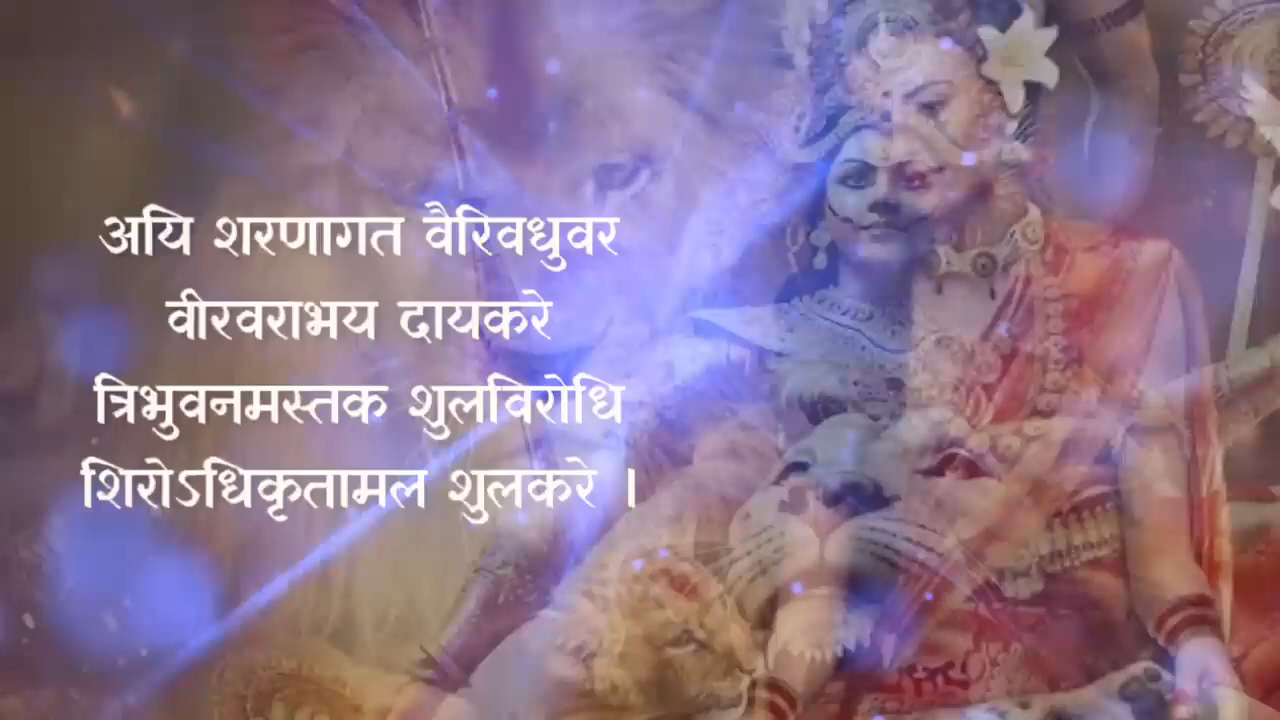 अयि शरणागत वैरिवधुवर
वीरवराभय दायकरे
त्रिभुवनमस्तक शुलविरोधि
शिरोऽधिकृतामल शुलकरे ।